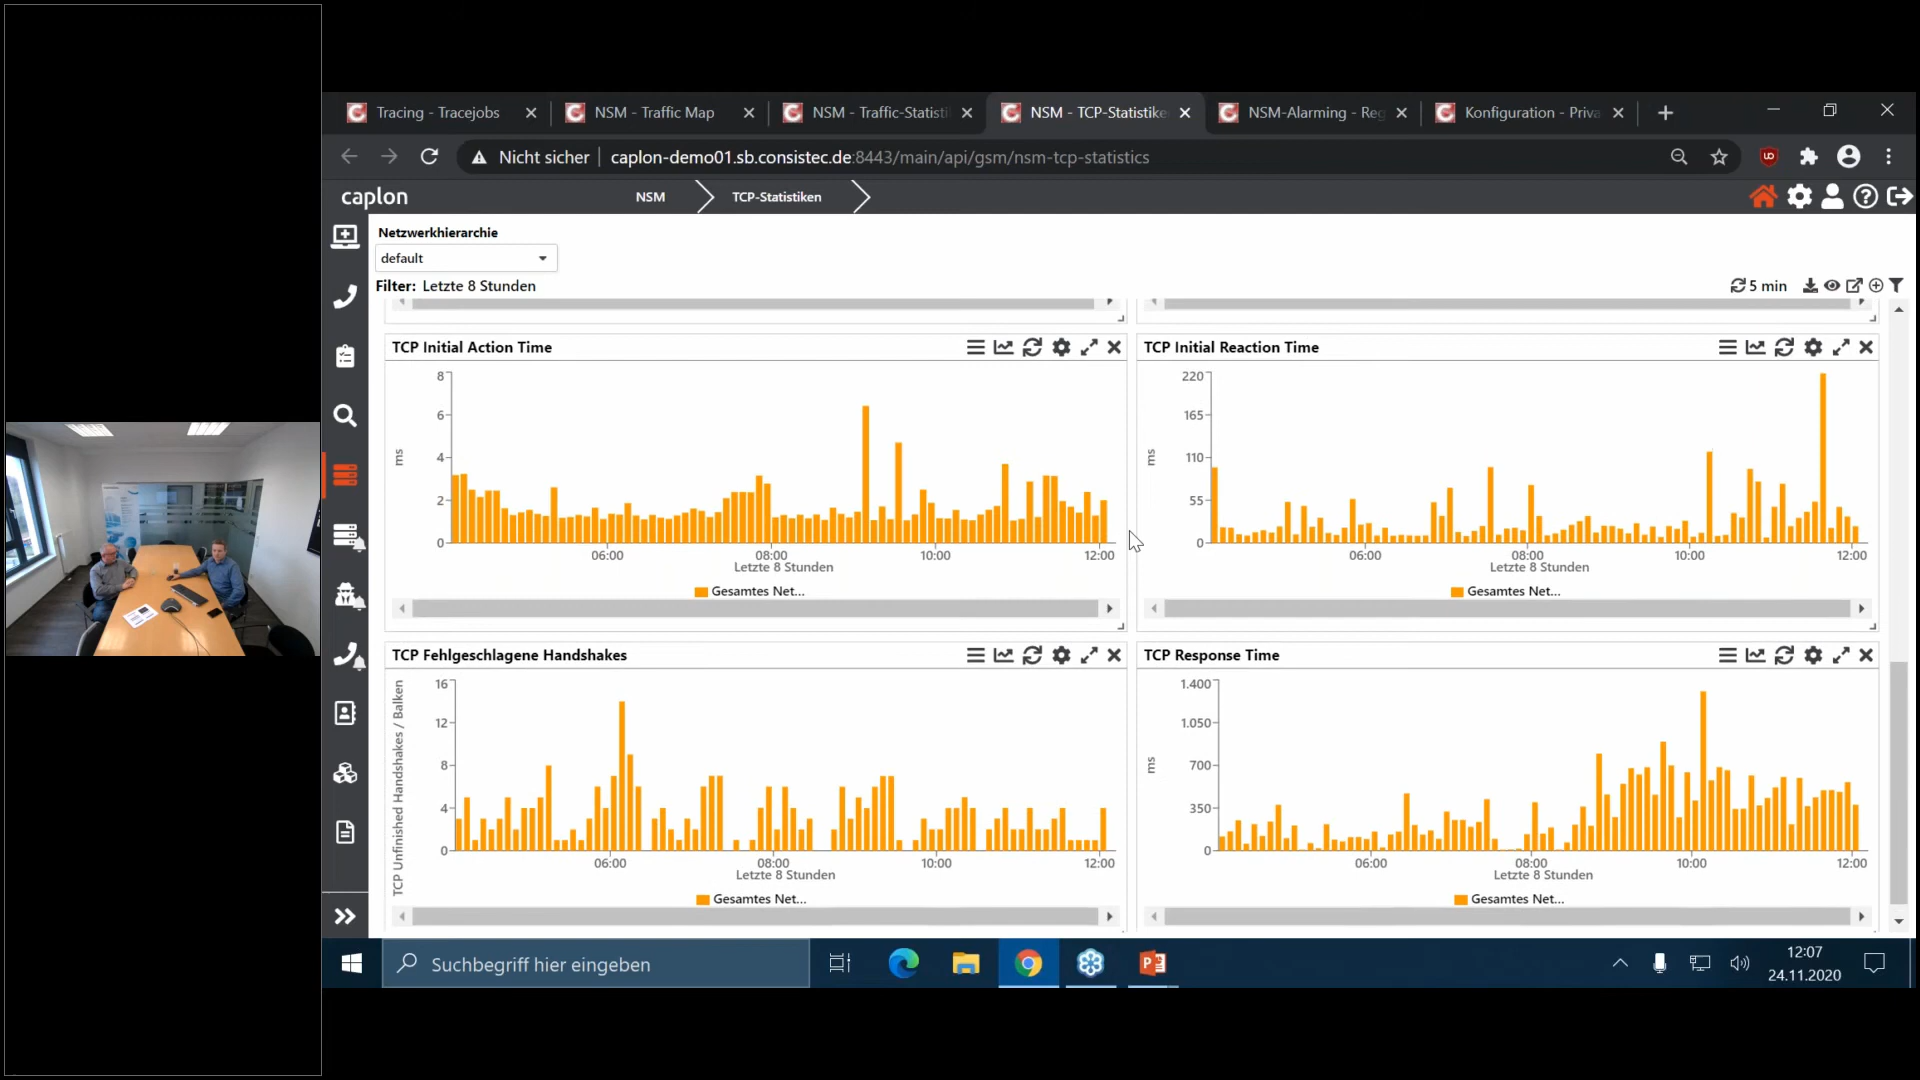 Tracing - Tracejobs
NSM - Traffic Map
NSM - Traffic-Statisti
NSM - TCP-Statistike
NSM-Alarming - Reg
Konfiguration - Priva
Nicht sicher
caplon-demo01.sb.consistec.de:8443/main/api/gsm/nsm-tcp-statistics
caplon
NSM
TCP-Statistiken
Netzwerkhierarchie
default
Filter: Letzte 8 Stunden
5 min
TCP Initial Action Time
8
6
4
2
0
ms
06:00
08:00
10:00
12:00
Letzte 8 Stunden
Gesamtes Net...
TCP Initial Reaction Time
220
165
110
55
0
ms
06:00
08:00
10:00
12:00
Letzte 8 Stunden
Gesamtes Net...
TCP Fehlgeschlagene Handshakes
16
12
8
4
0
TCP Unfinished Handshakes / Balken
06:00
08:00
10:00
12:00
Letzte 8 Stunden
Gesamtes Net...
TCP Response Time
1.400
1.050
700
350
0
ms
06:00
08:00
10:00
12:00
Letzte 8 Stunden
Gesamtes Net...
Suchbegriff hier eingeben
12:07
24.11.2020